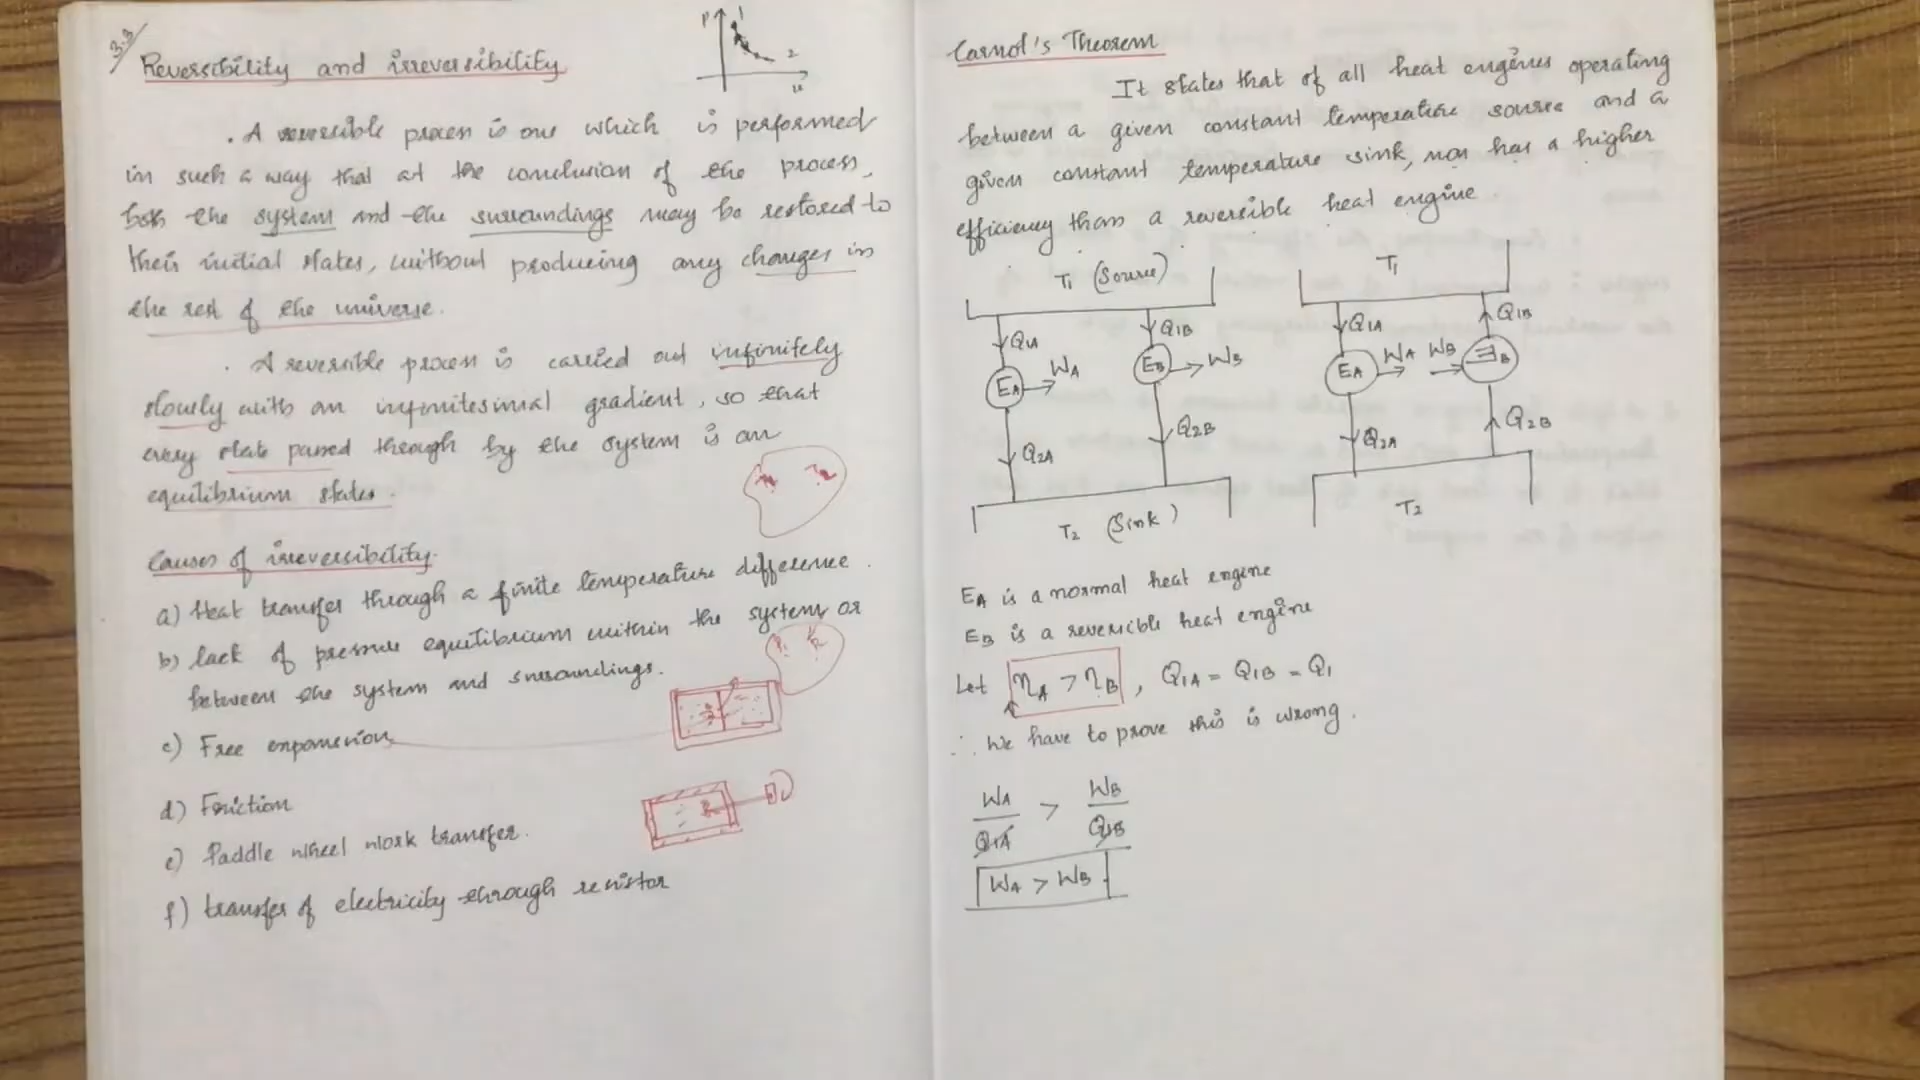 3.3
Reversibility and irreversibility
P
1
2
v
. A reversible process is one which is performed
in such a way that at the conclusion of the process,
both the system and the surroundings may be restored to
their initial states, without producing any changes in
the rest of the universe.
. A reversible process is carried out infinitely
slowly with an infinitesimal gradient, so that
every state passed through by the system is an
equilibrium states.
Causes of irreversibility.
a) Heat transfer through a finite temperature difference.
b) lack of pressure equilibrium within the system or
between the system and surroundings.
c) Free expansion
d) Friction
e) Paddle wheel work transfer.
f) transfer of electricity through resistor
Carnot's Theorem
It states that of all heat engines operating
between a given constant temperature source and a
given constant temperature sink, non has a higher
efficiency than a reversible heat engine.
T1 (Source)
Q1A
Q1B
EA
WA
EB
WB
Q2A
Q2B
T2 (Sink)
T1
Q1A
Q1B
EA
WA
WB
ƎB
Q2A
Q2B
T2
EA is a normal heat engine
EB is a reversible heat engine
Let ηA > ηB , Q1A = Q1B = Q1
∴ We have to prove this is wrong.
WA/Q1A > WB/Q1B
WA > WB